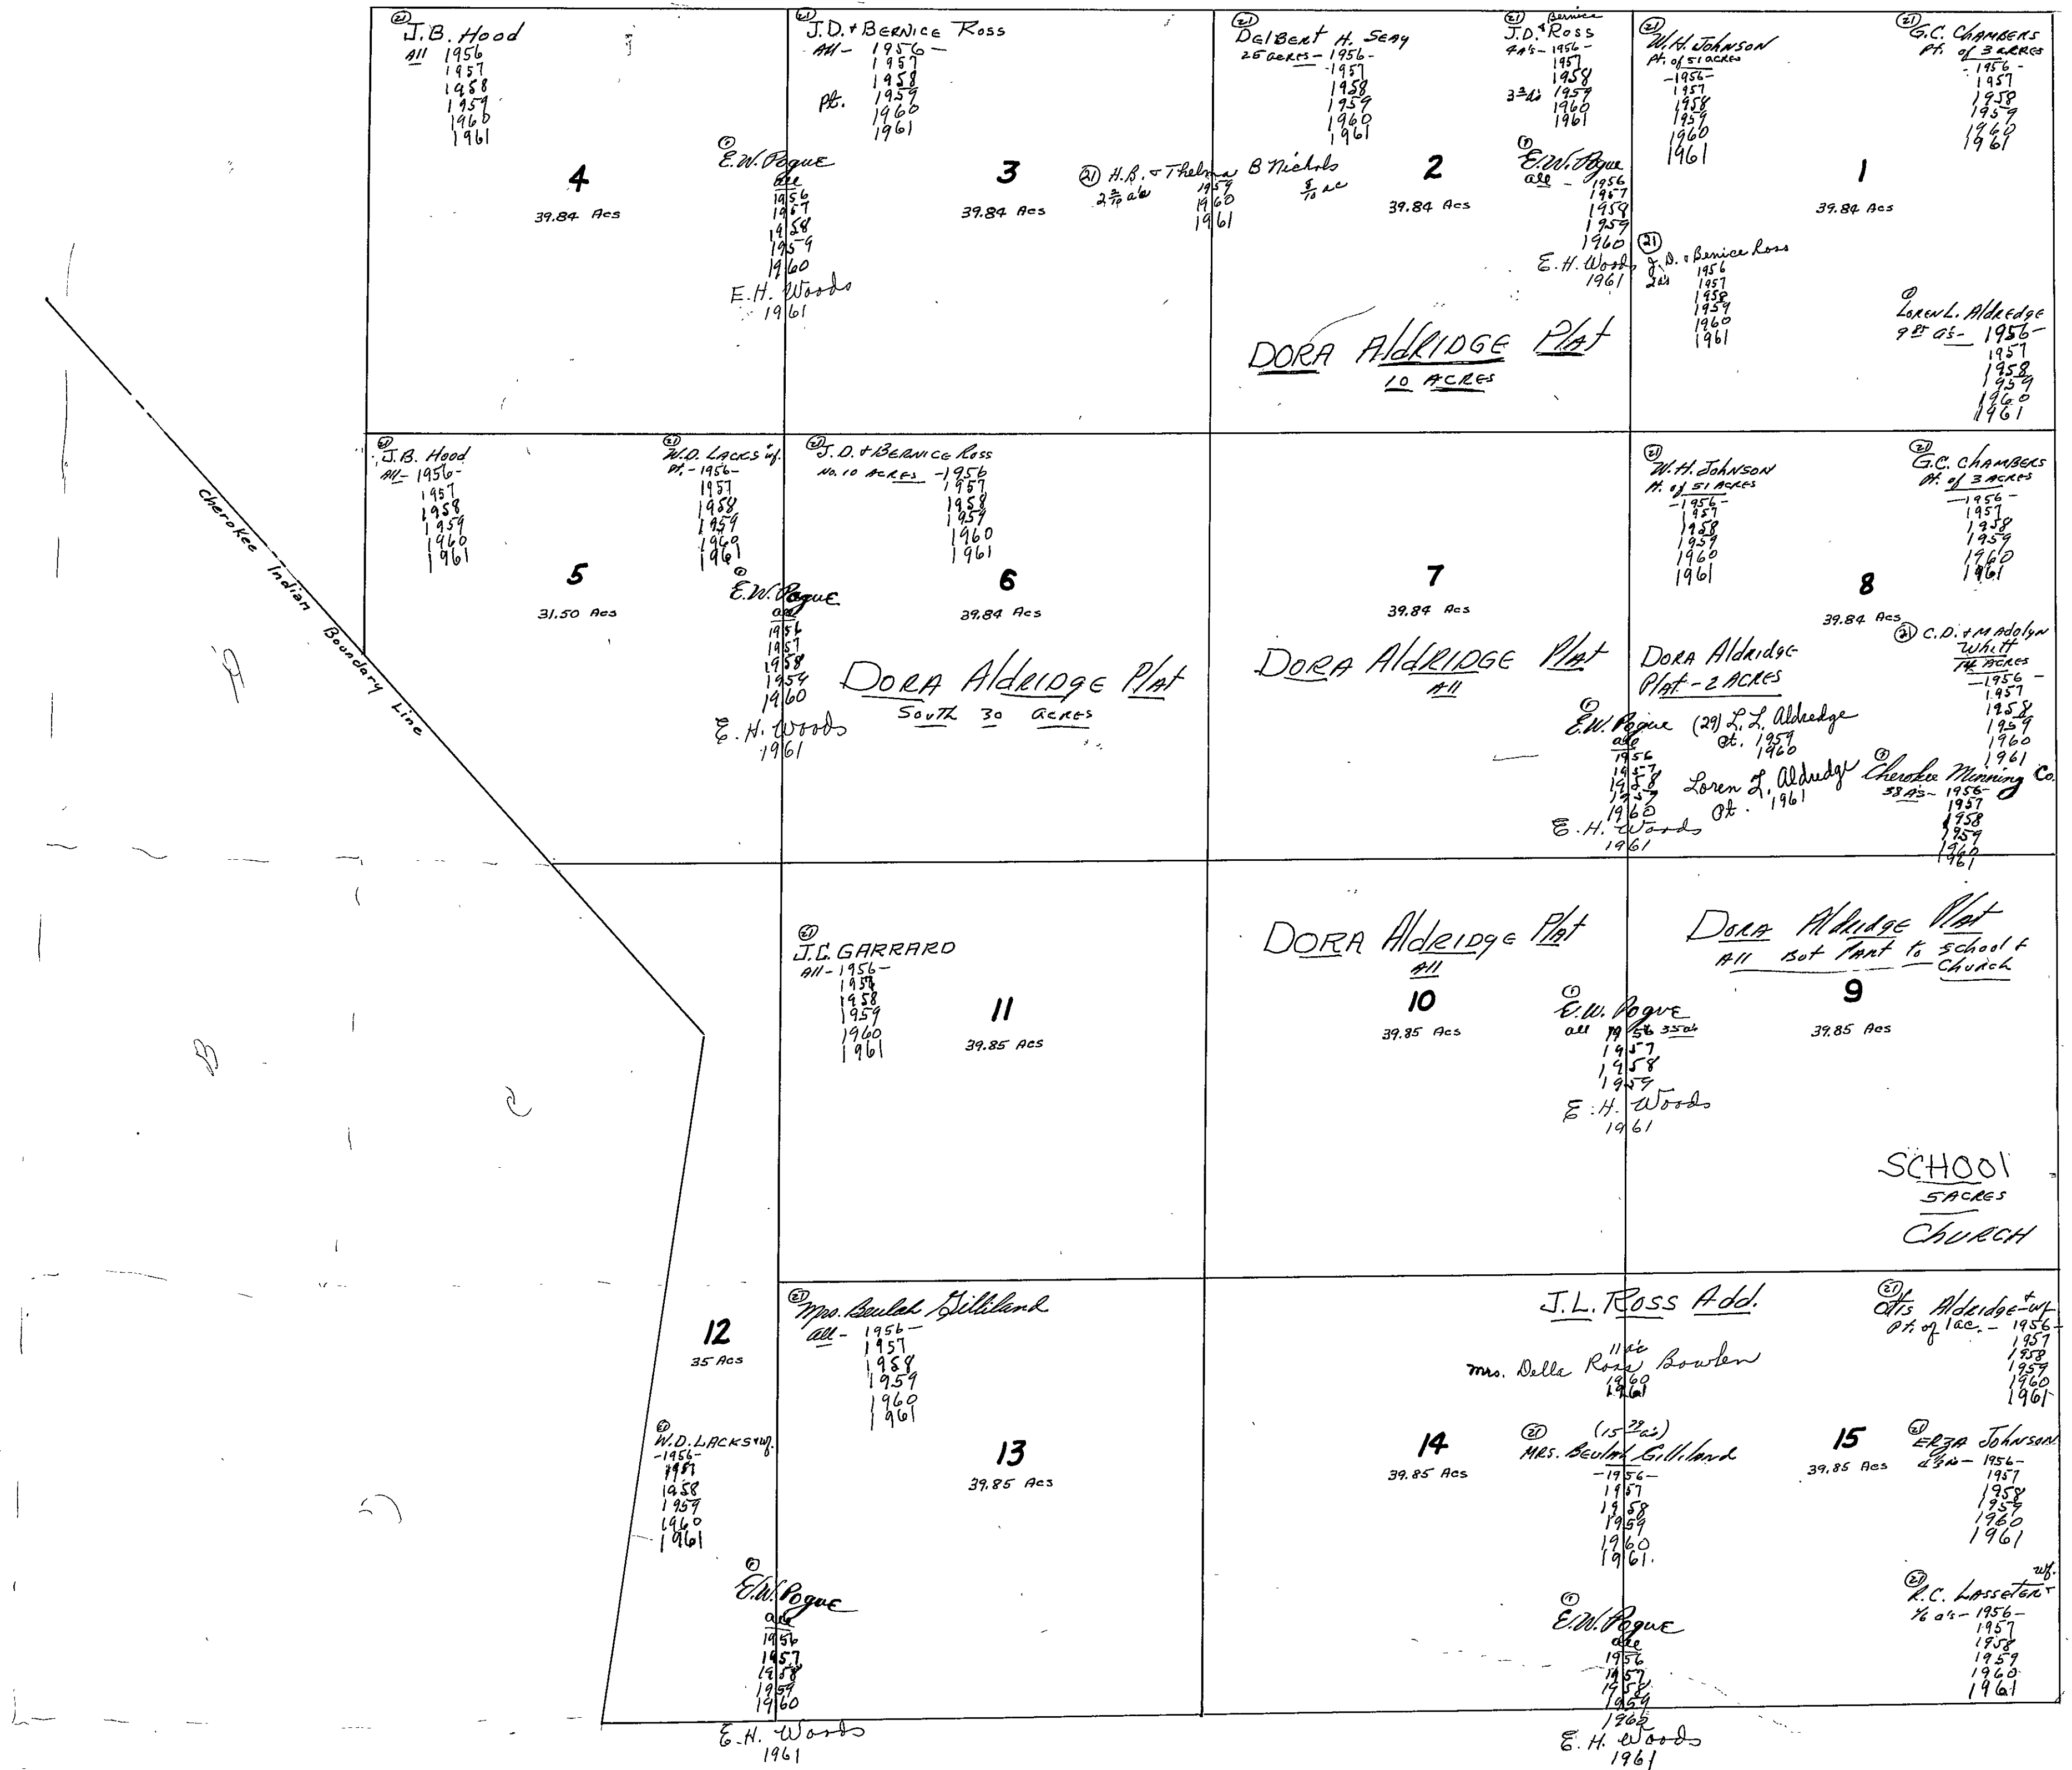 (21) J.B. Hood
All 1956
1957
1958
1959
1960
1961
4
39.84 Acs
(21) J.D. + BERNICE ROSS
All - 1956 -
1957
1958
Pt. 1959
1960
1961
E.W. Pogue
all
1956
1957
1958
1959
1960
E.H. Woods
1961
3
39.84 Acs
(21) H.B. + Thelma B Nichols
2 2/10 a's 1959 8/10 ac
1960
1961
(21) DELBERT H. SEAY
25 acres - 1956 -
1957
1958
1959
1960
1961
(21) Bernice
J.D. + ROSS
4 A's - 1956 -
1957
1958
1959
1960
1961
2
39.84 Acs
E.W. Pogue
all - 1956
1957
1958
1959
1960
E.H. Woods
1961
DORA AldRIDGE PlAt
10 ACRES
(21) W.H. JOHNSON
Pt. of 51 ACRES
-1956-
1957
1958
1959
1960
1961
(21) G.C. CHAMBERS
Pt. of 3 ACRES
- 1956 -
1957
1958
1959
1960
1961
1
39.84 Acs
(21) J.D. + Benice Ross
2 a's 1956
1957
1958
1959
1960
1961
LOREN L. AldRedge
1956 -
1957
1958
1959
1960
1961
Cherokee Indian Boundary Line
(21) J.B. Hood
All - 1956 -
1957
1958
1959
1960
1961
5
31.50 Acs
(21) W.D. LACKS wf.
Pt. - 1956 -
1957
1958
1959
1960
1961
E.W. Pogue
all
1956
1957
1958
1959
1960
E.H. Woods
1961
(21) J.D. + BERNICE Ross
No. 10 ACRES - 1956
1957
1958
1959
1960
1961
6
39.84 Acs
DORA AldRIDgE PlAt
South 30 acres
7
39.84 Acs
DORA AldRIDgE PlAt
All
E.W. Pogue
all
1956
1957
1958
1959
1960
E.H. Woods
1961
(21) W.H. JOHNSON
Pt. of 51 ACRES
-1956-
1957
1958
1959
1960
1961
(21) G.C. CHAMBERS
Pt. of 3 ACRES
-1956-
1957
1958
1959
1960
1961
8
39.84 Acs
DORA Aldridge
Plat - 2 ACRES
(21) C.D. + MAdolyn
Whitt
ACRES
-1956-
1957
1958
1959
1960
1961
(29) L.L. Aldredge
Pt. 1959
1960
Loren L. Aldredge
Pt. 1961
Cherokee Minning Co.
38 A's - 1956 -
1957
1958
1959
1960
1961
(21) J.C. GARRARD
All - 1956 -
1957
1958
1959
1960
1961
11
39.85 Acs
DORA AldRIDgE PlAt
All
10
39.85 Acs
E.W. Pogue
all 1956 35 a's
1957
1958
1959
E.H. Woods
1961
DORA Aldridge Plat
All But Part to School &
Church
9
39.85 Acs
SCHOOl
5 ACRES
ChURCH
B
12
35 Acs
(21) W.D. LACKS + wf.
-1956-
1957
1958
1959
1960
1961
E.W. Pogue
all
1956
1957
1958
1959
1960
E.H. Woods
1961
(21) Mrs. Beulah Gilliland
all - 1956 -
1957
1958
1959
1960
1961
13
39.85 Acs
J.L. ROSS Add.
11 ac
Mrs. Della Ross Bowlen
1960
1961
14
39.85 Acs
(21) MRS. BEULAH Gilliland
-1956-
1957
1958
1959
1960
1961
E.W. Pogue
all
1956
1957
1958
1959
1960
E.H. Woods
1961
(21) Otis Aldridge + wf
Pt. of 1 ac. - 1956 -
1957
1958
1959
1960
1961
15
39.85 Acs
(21) ERZA JOHNSON
1956 -
1957
1958
1959
1960
1961
(21) R.C. LASSETER + wf.
1956 -
1957
1958
1959
1960
1961